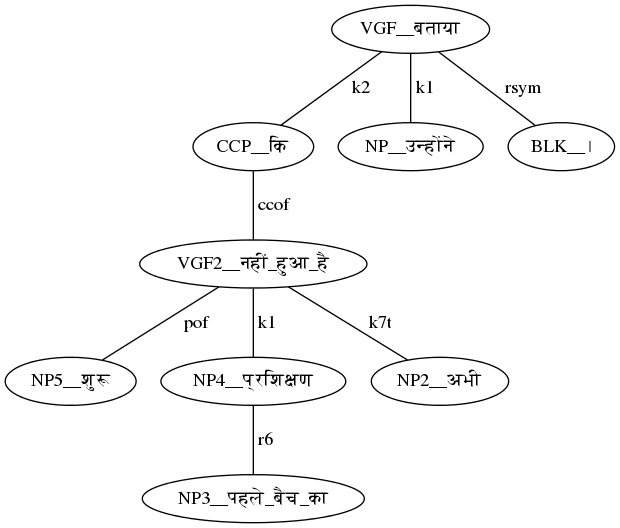 VGF__बताया
k2
k1
rsym
CCP__कि
NP__उन्होंने
BLK__।
ccof
VGF2__नहीं_हुआ_है
pof
k1
k7t
NP5__शुरू
NP4__प्रशिक्षण
NP2__अभी
r6
NP3__पहले_बैच_का